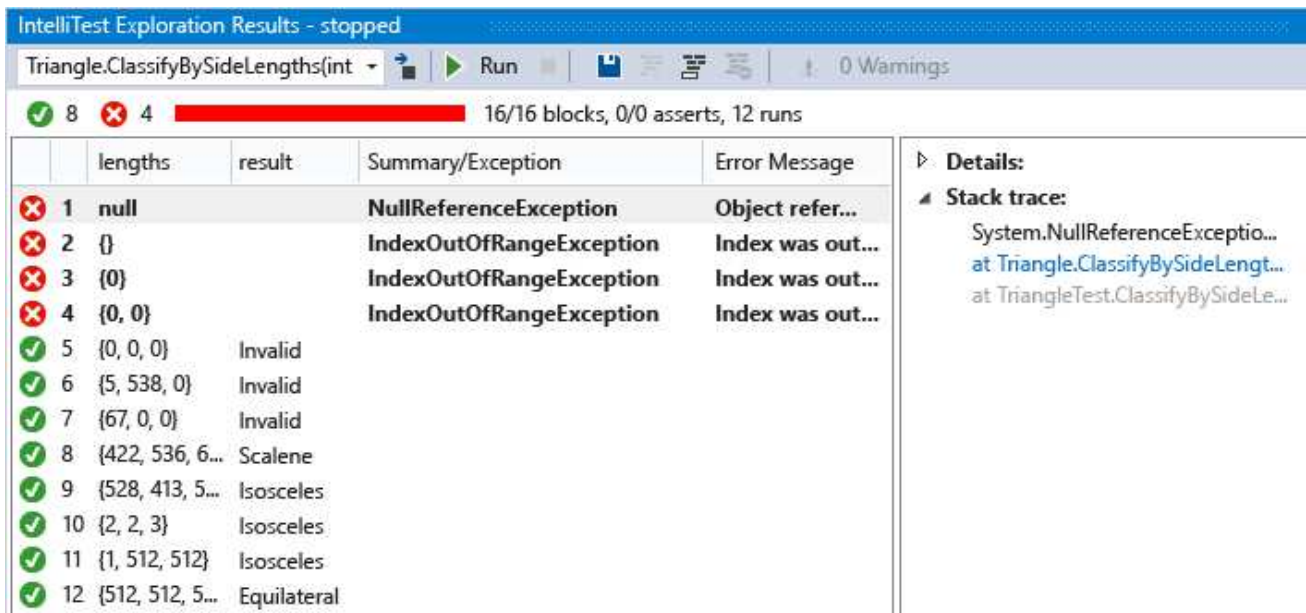 IntelliTest Exploration Results - stopped
Triangle.ClassifyBySideLengths(int Run 0 Warnings
8 4 16/16 blocks, 0/0 asserts, 12 runs
lengths result Summary/Exception Error Message
1 null NullReferenceException Object refer...
2 {} IndexOutOfRangeException Index was out...
3 {0} IndexOutOfRangeException Index was out...
4 {0, 0} IndexOutOfRangeException Index was out...
5 {0, 0, 0} Invalid
6 {5, 538, 0} Invalid
7 {67, 0, 0} Invalid
8 {422, 536, 6... Scalene
9 {528, 413, 5... Isosceles
10 {2, 2, 3} Isosceles
11 {1, 512, 512} Isosceles
12 {512, 512, 5... Equilateral
Details:
Stack trace:
System.NullReferenceExceptio...
at Triangle.ClassifyBySideLengt...
at TriangleTest.ClassifyBySideLe...